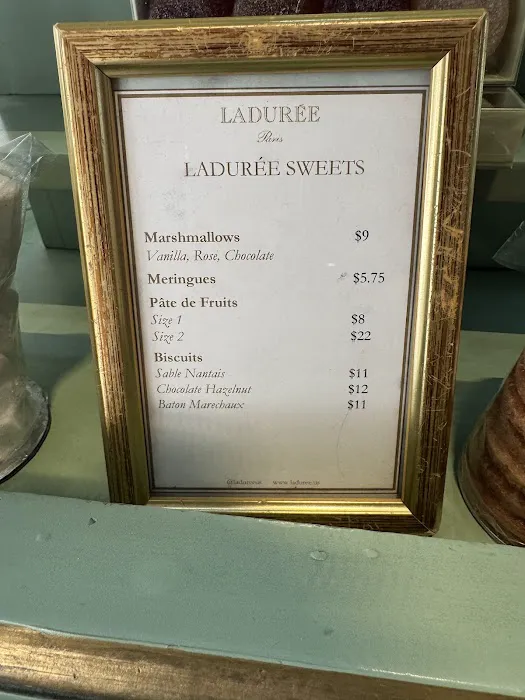 LADURÉE
Paris
LADURÉE SWEETS
Marshmallows $9
Vanilla, Rose, Chocolate
Meringues $5.75
Pâte de Fruits
Size 1 $8
Size 2 $22
Biscuits
Sable Nantais $11
Chocolate Hazelnut $12
Baton Marechaux $11